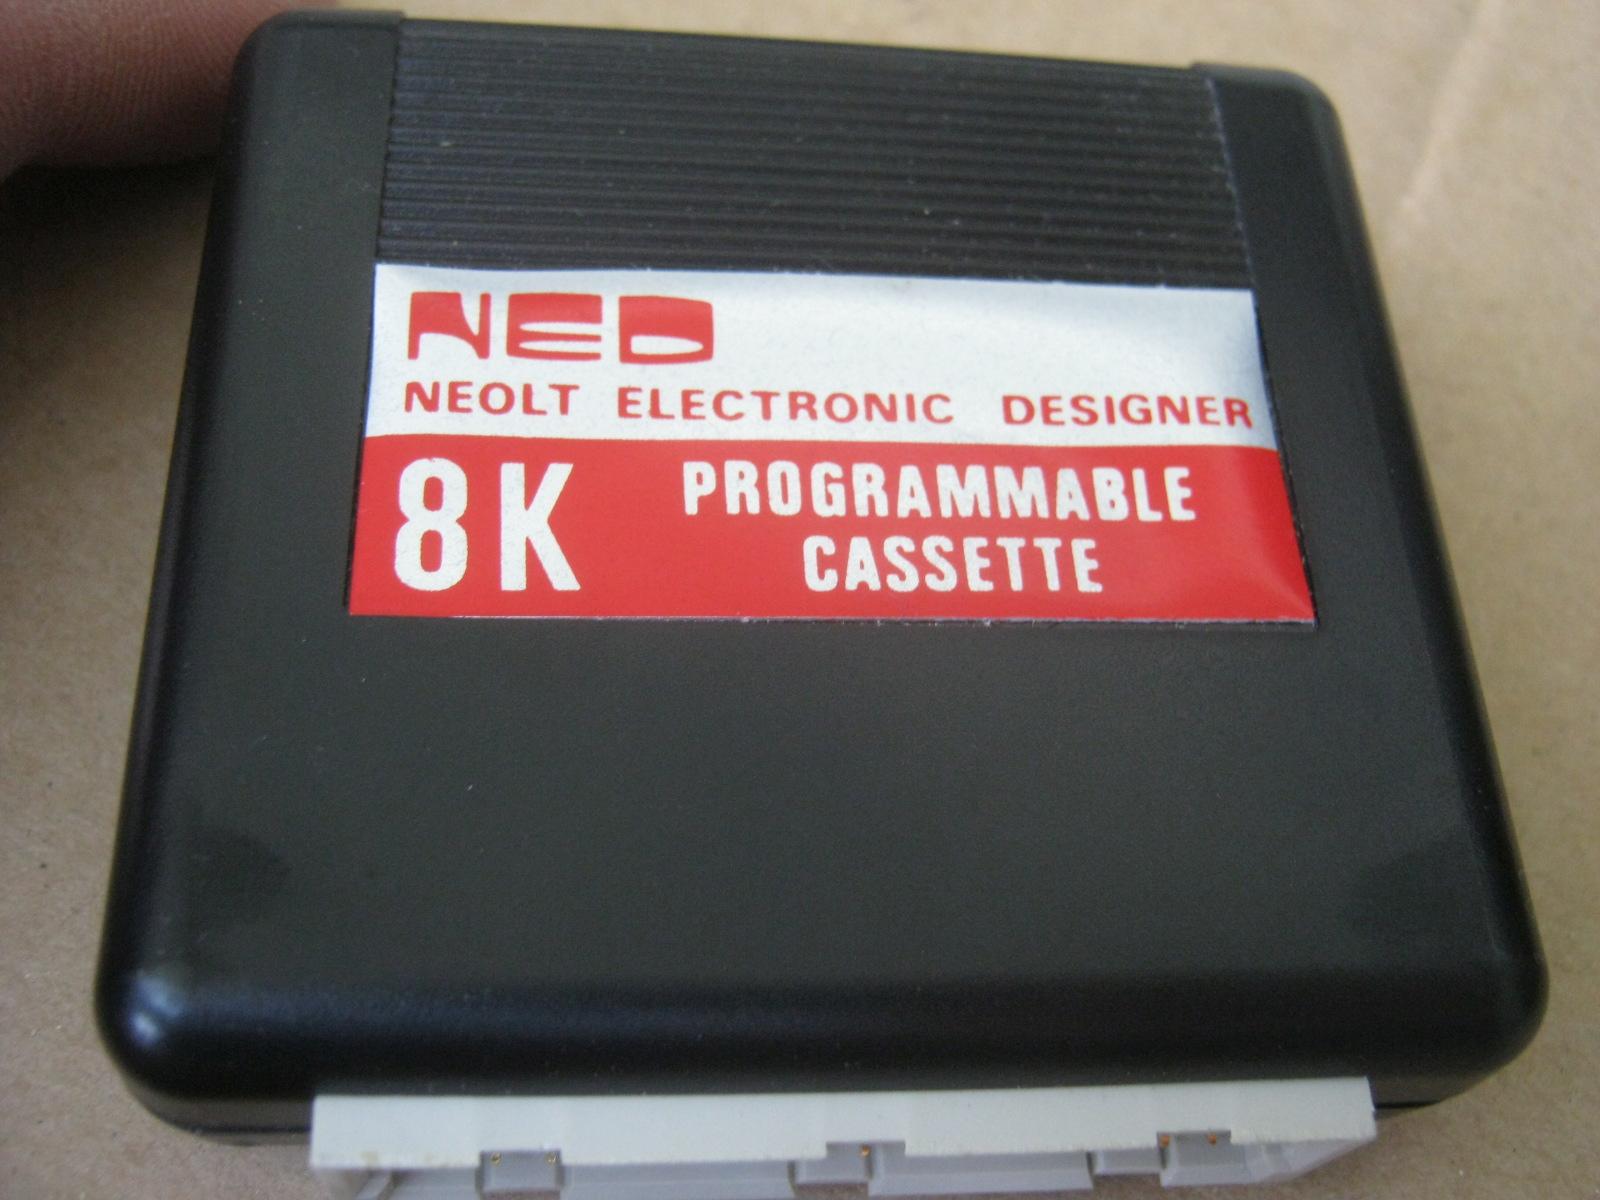 NED
NEOLT ELECTRONIC DESIGNER
8K PROGRAMMABLE
CASSETTE